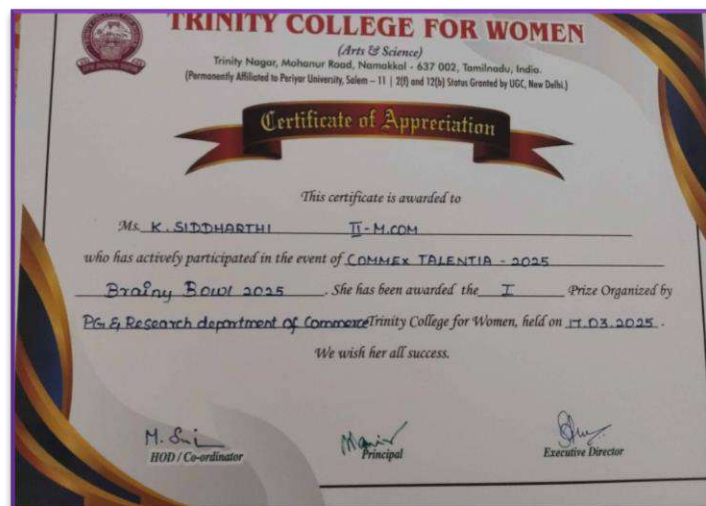 TRINITY COLLEGE FOR WOMEN
(Arts & Science)
Trinity Nagar, Mohanur Road, Namakkal - 637 002, Tamilnadu, India.
(Permanently Affiliated to Periyar University, Salem – 11 | 2(f) and 12(b) Status Granted by UGC, New Delhi.)
Certificate of Appreciation
This certificate is awarded to
Ms. K. SIDDHARTHI II - M.COM
who has actively participated in the event of COMMEX TALENTIA - 2025
Brainy Bowl 2025 . She has been awarded the I Prize Organized by
PG & Research department of Commerce Trinity College for Women, held on 17.03.2025 .
We wish her all success.
HOD / Co-ordinator
Principal
Executive Director